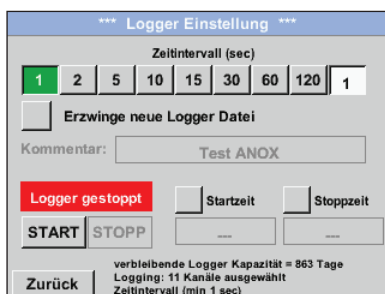 *** Logger Einstellung ***
Zeitintervall (sec)
1 2 5 10 15 30 60 120 1
Erzwinge neue Logger Datei
Kommentar: Test ANOX
Logger gestoppt Startzeit Stoppzeit
START STOPP --- ---
verbleibende Logger Kapazität = 863 Tage
Logging: 11 Kanäle ausgewählt
Zurück Zeitintervall (min 1 sec)